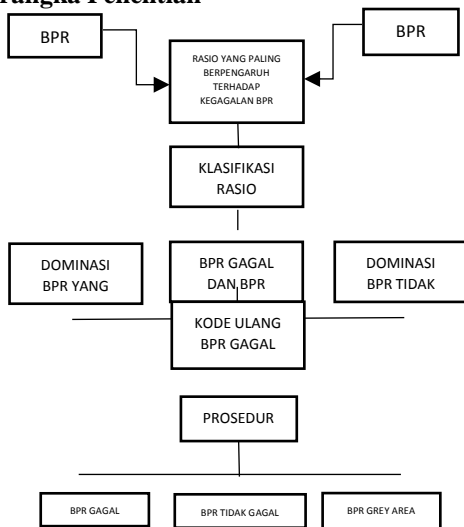 rangka Penelitian
BPR
BPR
RASIO YANG PALING
BERPENGARUH
TERHADAP
KEGAGALAN BPR
KLASIFIKASI
RASIO
DOMINASI
BPR YANG
BPR GAGAL
DAN BPR
DOMINASI
BPR TIDAK
KODE ULANG
BPR GAGAL
PROSEDUR
BPR GAGAL
BPR TIDAK GAGAL
BPR GREY AREA